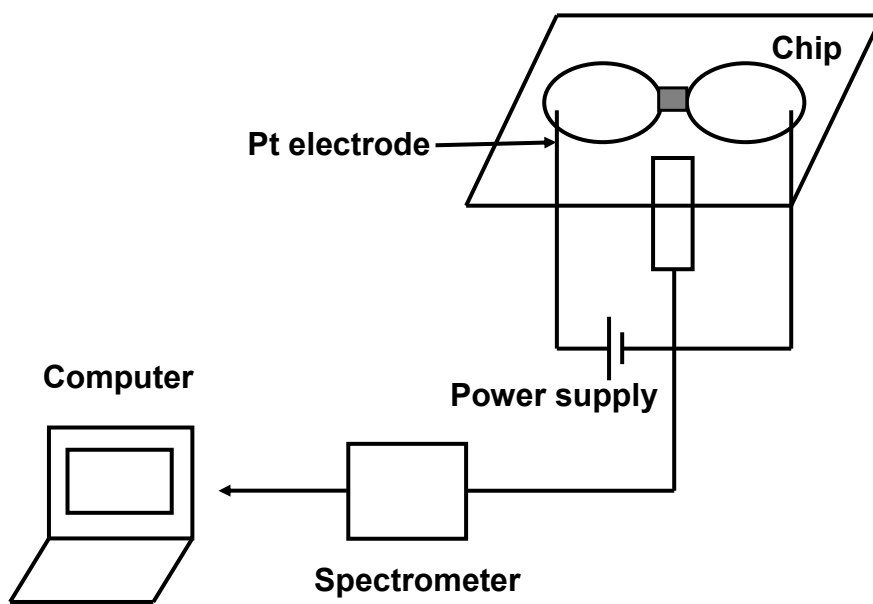 Chip
Pt electrode
Computer
Power supply
Spectrometer